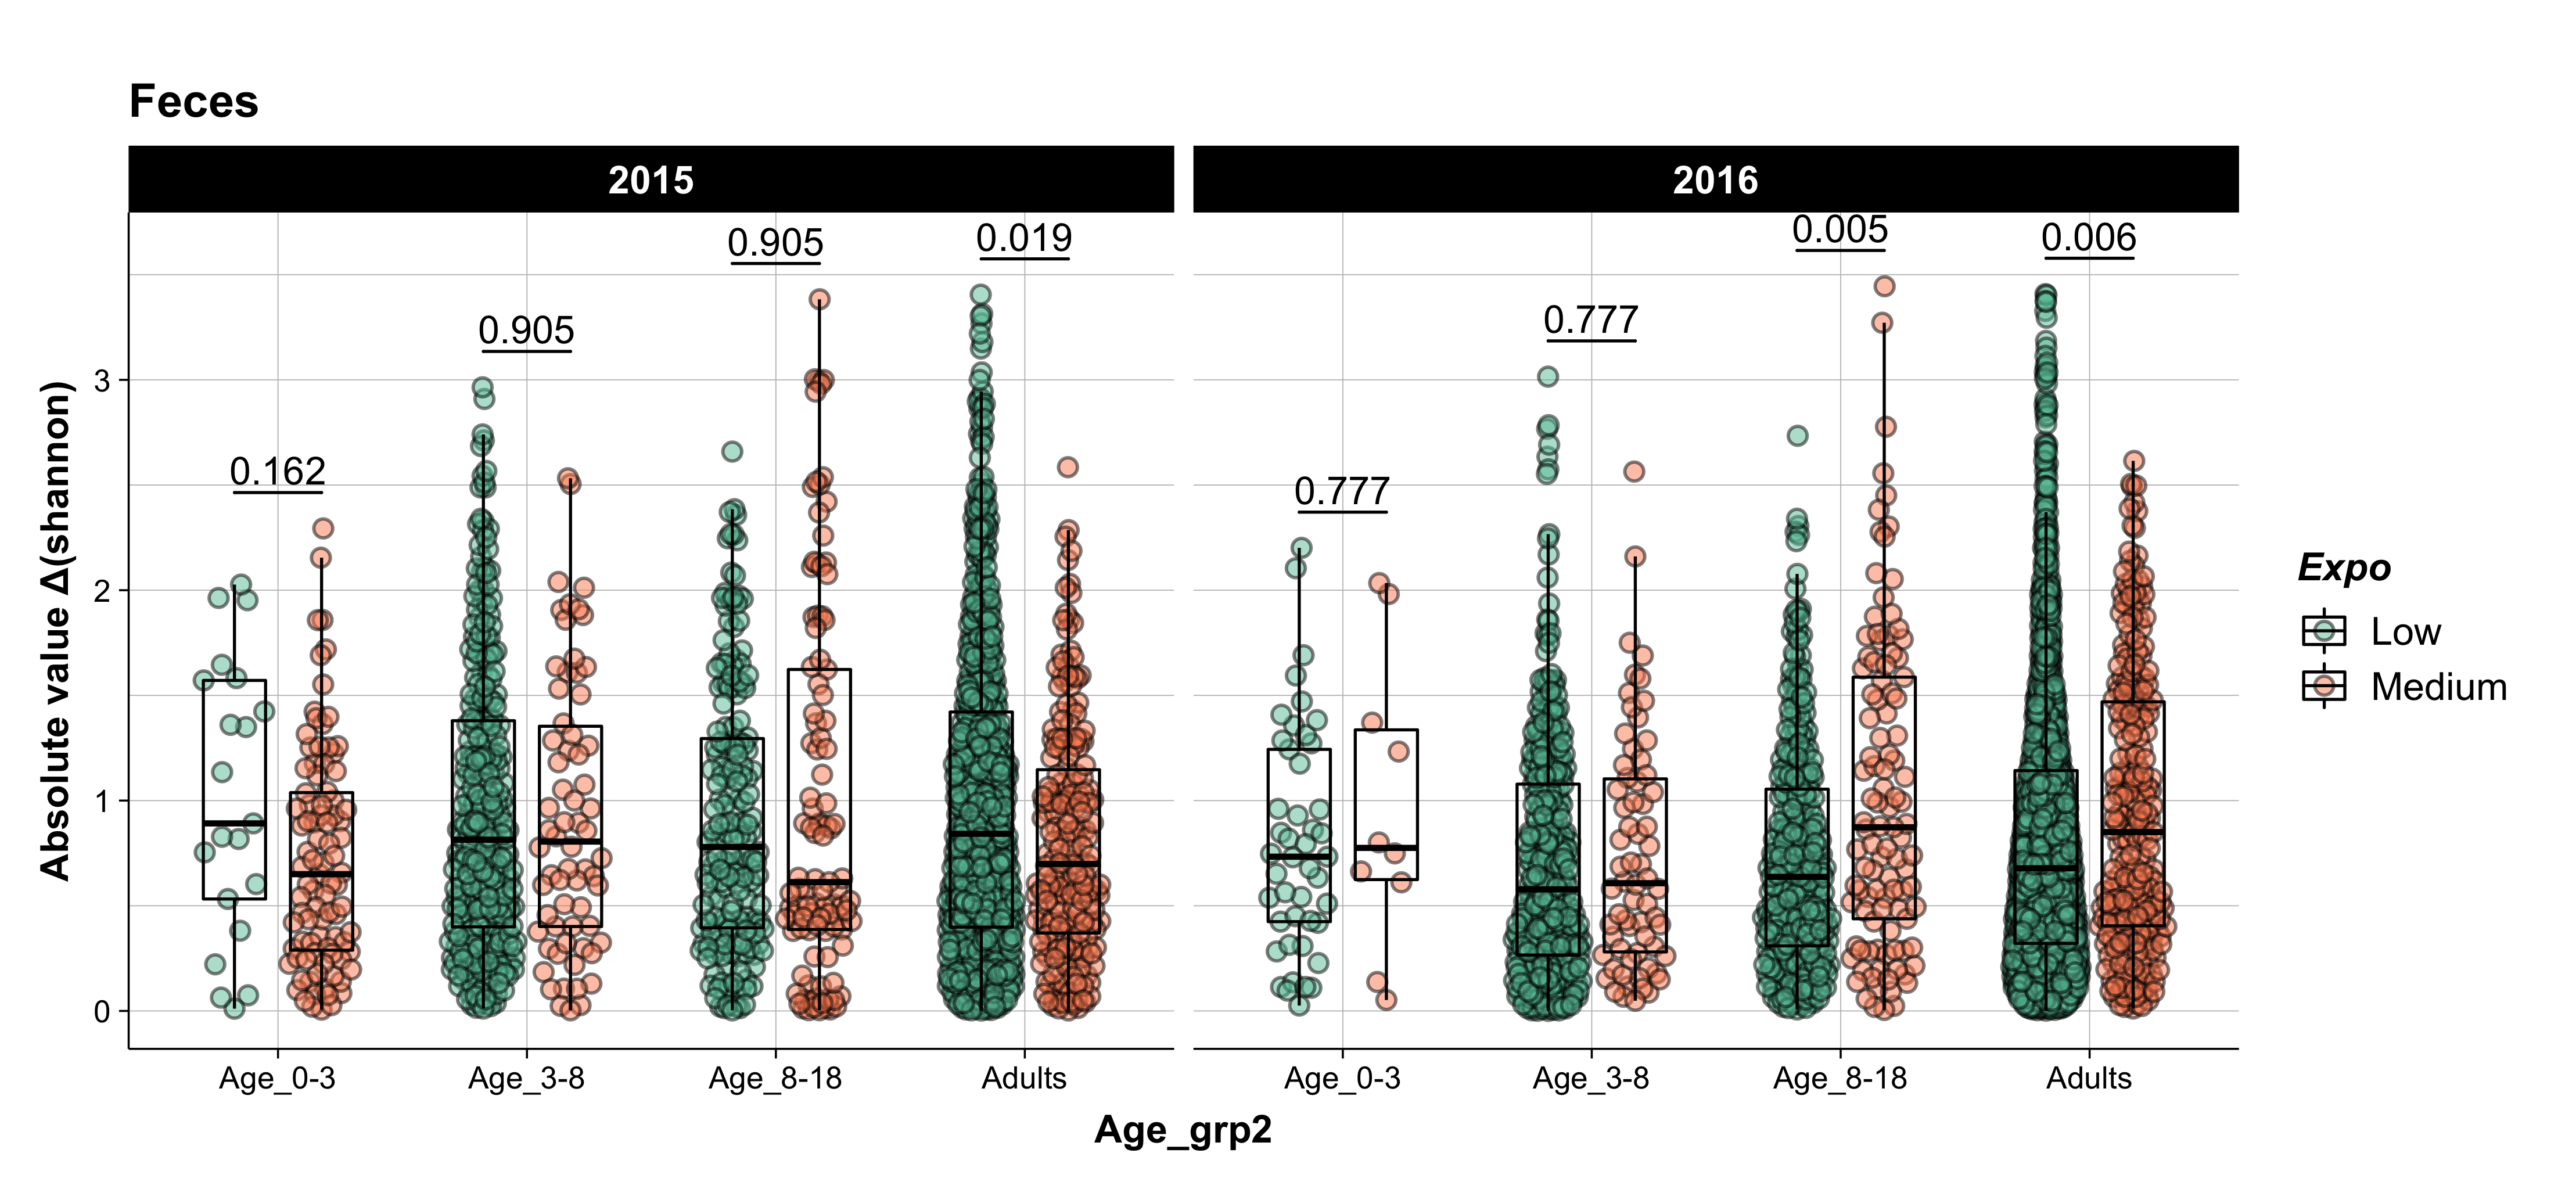 Feces
2015
2016
0.162
0.905
0.905
0.019
0.777
0.777
0.005
0.006
Absolute value Δ(shannon)
3
2
1
0
Age_0-3
Age_3-8
Age_8-18
Adults
Age_0-3
Age_3-8
Age_8-18
Adults
Age_grp2
Expo
Low
Medium